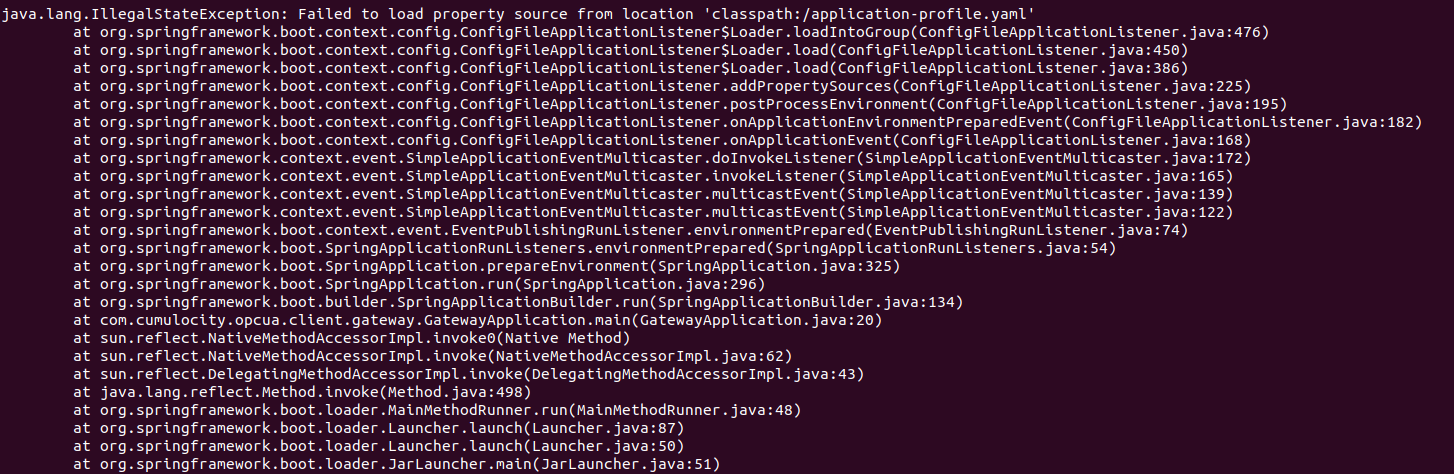 java.lang.IllegalStateException: Failed to load property source from location 'classpath:/application-profile.yaml'
at org.springframework.boot.context.config.ConfigFileApplicationListener$Loader.loadIntoGroup(ConfigFileApplicationListener.java:476)
at org.springframework.boot.context.config.ConfigFileApplicationListener$Loader.load(ConfigFileApplicationListener.java:450)
at org.springframework.boot.context.config.ConfigFileApplicationListener$Loader.load(ConfigFileApplicationListener.java:386)
at org.springframework.boot.context.config.ConfigFileApplicationListener.addPropertySources(ConfigFileApplicationListener.java:225)
at org.springframework.boot.context.config.ConfigFileApplicationListener.postProcessEnvironment(ConfigFileApplicationListener.java:195)
at org.springframework.boot.context.config.ConfigFileApplicationListener.onApplicationEnvironmentPreparedEvent(ConfigFileApplicationListener.java:182)
at org.springframework.boot.context.config.ConfigFileApplicationListener.onApplicationEvent(ConfigFileApplicationListener.java:168)
at org.springframework.context.event.SimpleApplicationEventMulticaster.doInvokeListener(SimpleApplicationEventMulticaster.java:172)
at org.springframework.context.event.SimpleApplicationEventMulticaster.invokeListener(SimpleApplicationEventMulticaster.java:165)
at org.springframework.context.event.SimpleApplicationEventMulticaster.multicastEvent(SimpleApplicationEventMulticaster.java:139)
at org.springframework.context.event.SimpleApplicationEventMulticaster.multicastEvent(SimpleApplicationEventMulticaster.java:122)
at org.springframework.boot.context.event.EventPublishingRunListener.environmentPrepared(EventPublishingRunListener.java:74)
at org.springframework.boot.SpringApplicationRunListeners.environmentPrepared(SpringApplicationRunListeners.java:54)
at org.springframework.boot.SpringApplication.prepareEnvironment(SpringApplication.java:325)
at org.springframework.boot.SpringApplication.run(SpringApplication.java:296)
at org.springframework.boot.builder.SpringApplicationBuilder.run(SpringApplicationBuilder.java:134)
at com.cumulocity.opcua.client.gateway.GatewayApplication.main(GatewayApplication.java:20)
at sun.reflect.NativeMethodAccessorImpl.invoke0(Native Method)
at sun.reflect.NativeMethodAccessorImpl.invoke(NativeMethodAccessorImpl.java:62)
at sun.reflect.DelegatingMethodAccessorImpl.invoke(DelegatingMethodAccessorImpl.java:43)
at java.lang.reflect.Method.invoke(Method.java:498)
at org.springframework.boot.loader.MainMethodRunner.run(MainMethodRunner.java:48)
at org.springframework.boot.loader.Launcher.launch(Launcher.java:87)
at org.springframework.boot.loader.Launcher.launch(Launcher.java:50)
at org.springframework.boot.loader.JarLauncher.main(JarLauncher.java:51)